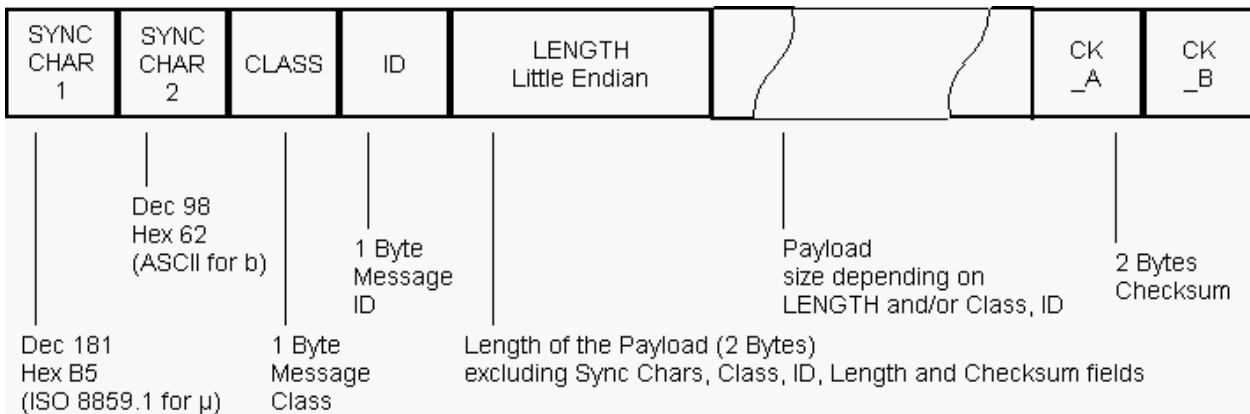 SYNC
CHAR
1
SYNC
CHAR
2
CLASS
ID
LENGTH
Little Endian
CK
_A
CK
_B
Dec 98
Hex 62
(ASCII for b)
1 Byte
Message
ID
Payload
size depending on
LENGTH and/or Class, ID
2 Bytes
Checksum
Dec 181
Hex B5
(ISO 8859.1 for µ)
1 Byte
Message
Class
Length of the Payload (2 Bytes)
excluding Sync Chars, Class, ID, Length and Checksum fields